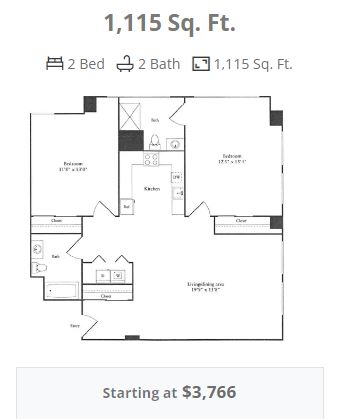 1,115 Sq. Ft.
2 Bed 2 Bath 1,115 Sq. Ft.
Bath
Bedroom
11'0" x 13'0"
Bedroom
12'5" x 15'1"
Kitchen
Ref
Closet
Closet
Bath
Living/dining area
19'5" x 13'8"
Closet
Entry
Starting at $3,766